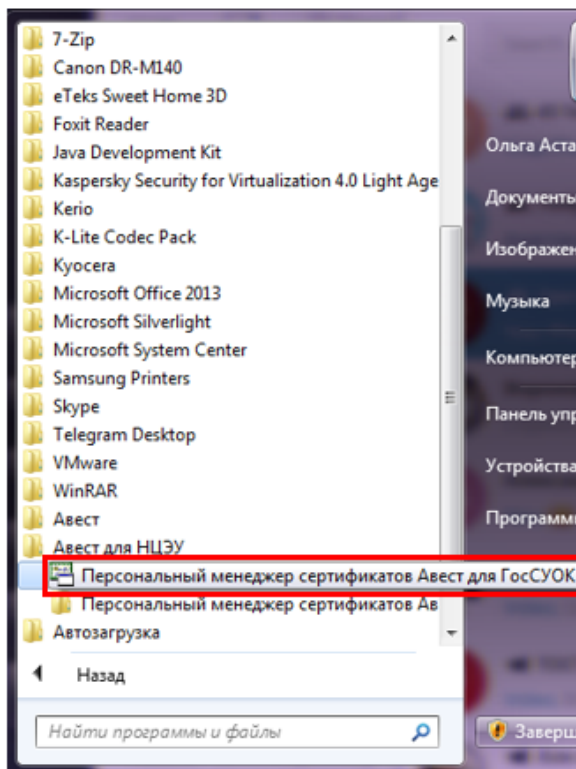 7-Zip
Canon DR-M140
eTeks Sweet Home 3D
Foxit Reader
Java Development Kit
Kaspersky Security for Virtualization 4.0 Light Age
Kerio
K-Lite Codec Pack
Kyocera
Microsoft Office 2013
Microsoft Silverlight
Microsoft System Center
Samsung Printers
Skype
Telegram Desktop
VMware
WinRAR
Авест
Авест для НЦЭУ
Персональный менеджер сертификатов Авест для ГосСУОК
Персональный менеджер сертификатов Ав
Автозагрузка
Назад
Найти программы и файлы
Ольга Аста
Документы
Изображен
Музыка
Компьютер
Панель упр
Устройства
Программы
Заверш